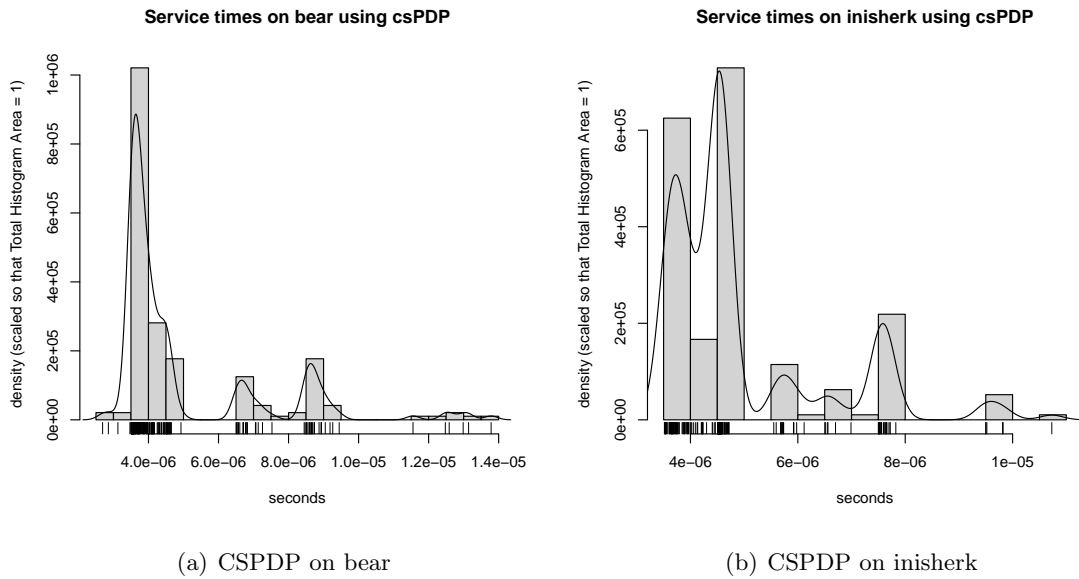 Service times on bear using csPDP
density (scaled so that Total Histogram Area = 1)
1e+06
8e+05
6e+05
4e+05
2e+05
0e+00
4.0e−06 6.0e−06 8.0e−06 1.0e−05 1.2e−05 1.4e−05
seconds
(a) CSPDP on bear
Service times on inisherk using csPDP
density (scaled so that Total Histogram Area = 1)
6e+05
4e+05
2e+05
0e+00
4e−06 6e−06 8e−06 1e−05
seconds
(b) CSPDP on inisherk